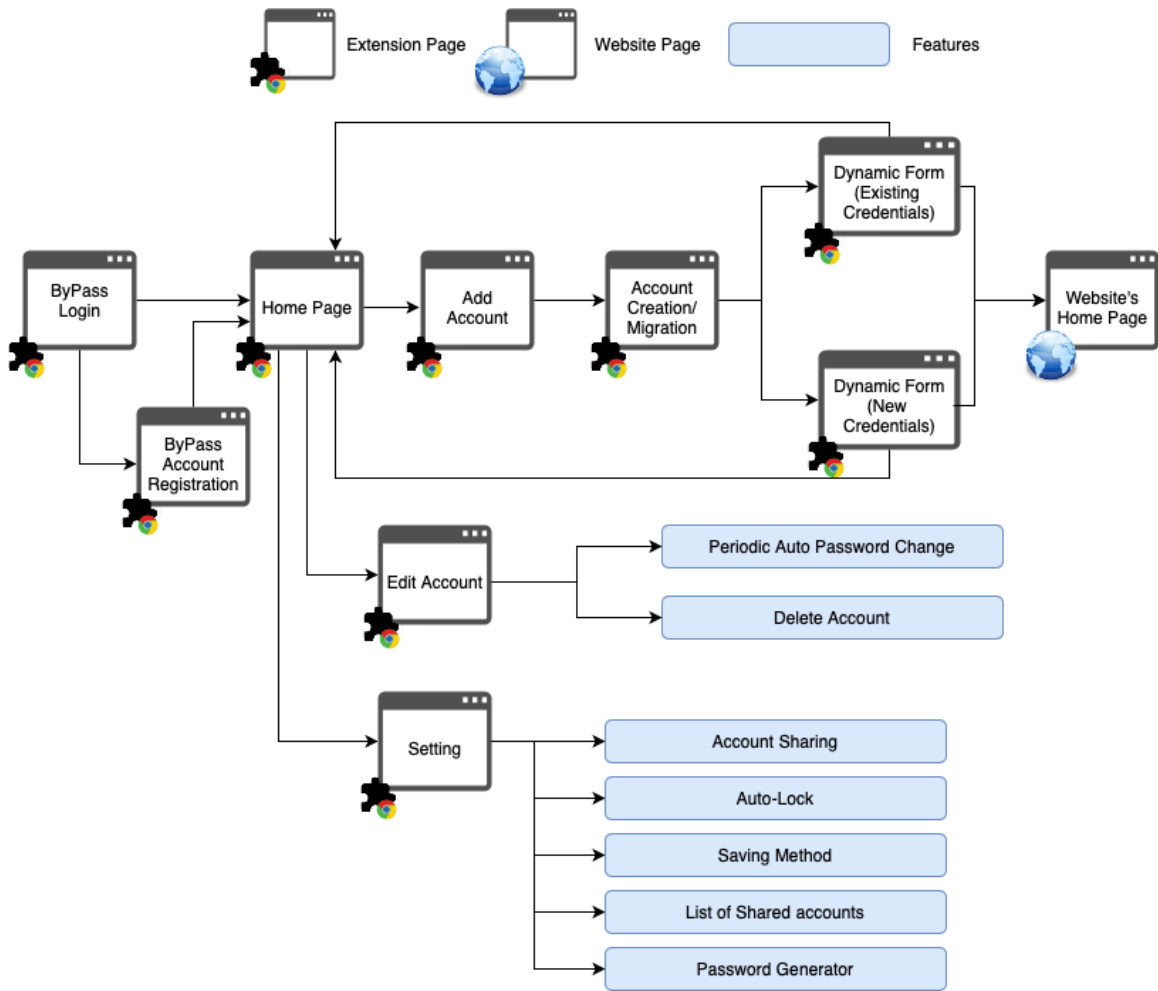 Extension Page
Website Page
Features
Dynamic Form
(Existing
Credentials)
ByPass
Login
Home Page
Add
Account
Account
Creation/
Migration
Website's
Home Page
Dynamic Form
(New
Credentials)
ByPass
Account
Registration
Edit Account
Periodic Auto Password Change
Delete Account
Setting
Account Sharing
Auto-Lock
Saving Method
List of Shared accounts
Password Generator